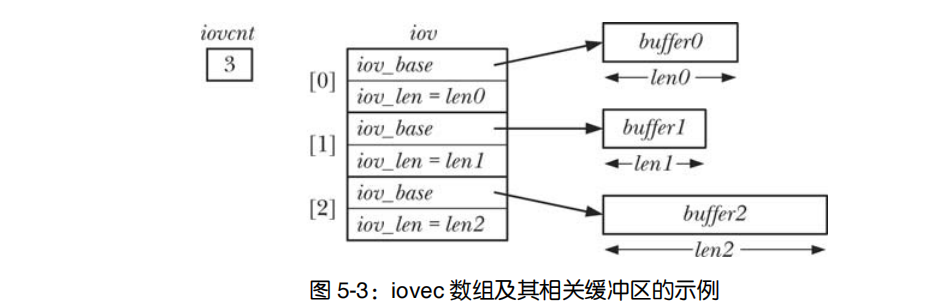 iovcnt
3
iov
[0]
iov_base
iov_len = len0
[1]
iov_base
iov_len = len1
[2]
iov_base
iov_len = len2
buffer0
len0
buffer1
len1
buffer2
len2
图 5-3：iovec 数组及其相关缓冲区的示例